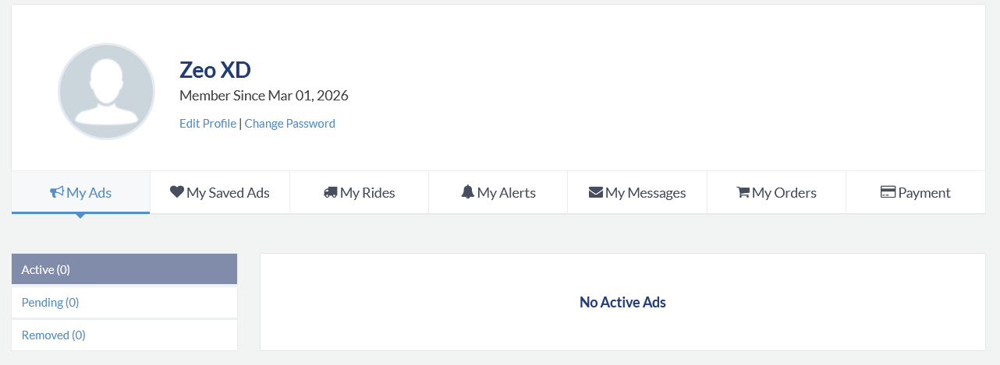 Zeo XD
Member Since Mar 01, 2026
Edit Profile | Change Password
My Ads
My Saved Ads
My Rides
My Alerts
My Messages
My Orders
Payment
Active (0)
Pending (0)
Removed (0)
No Active Ads